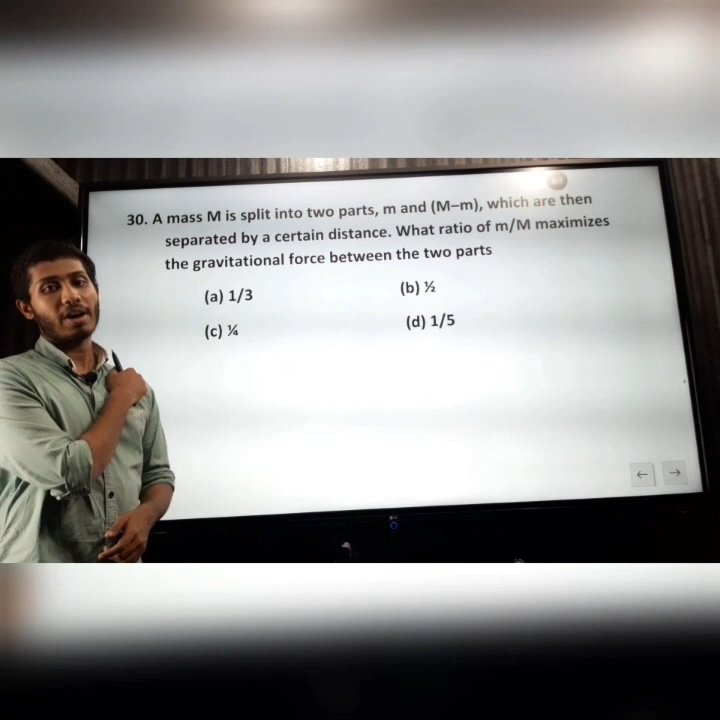 30. A mass M is split into two parts, m and (M–m), which are then
separated by a certain distance. What ratio of m/M maximizes
the gravitational force between the two parts
(a) 1/3 (b) ½
(c) ¼ (d) 1/5
← →